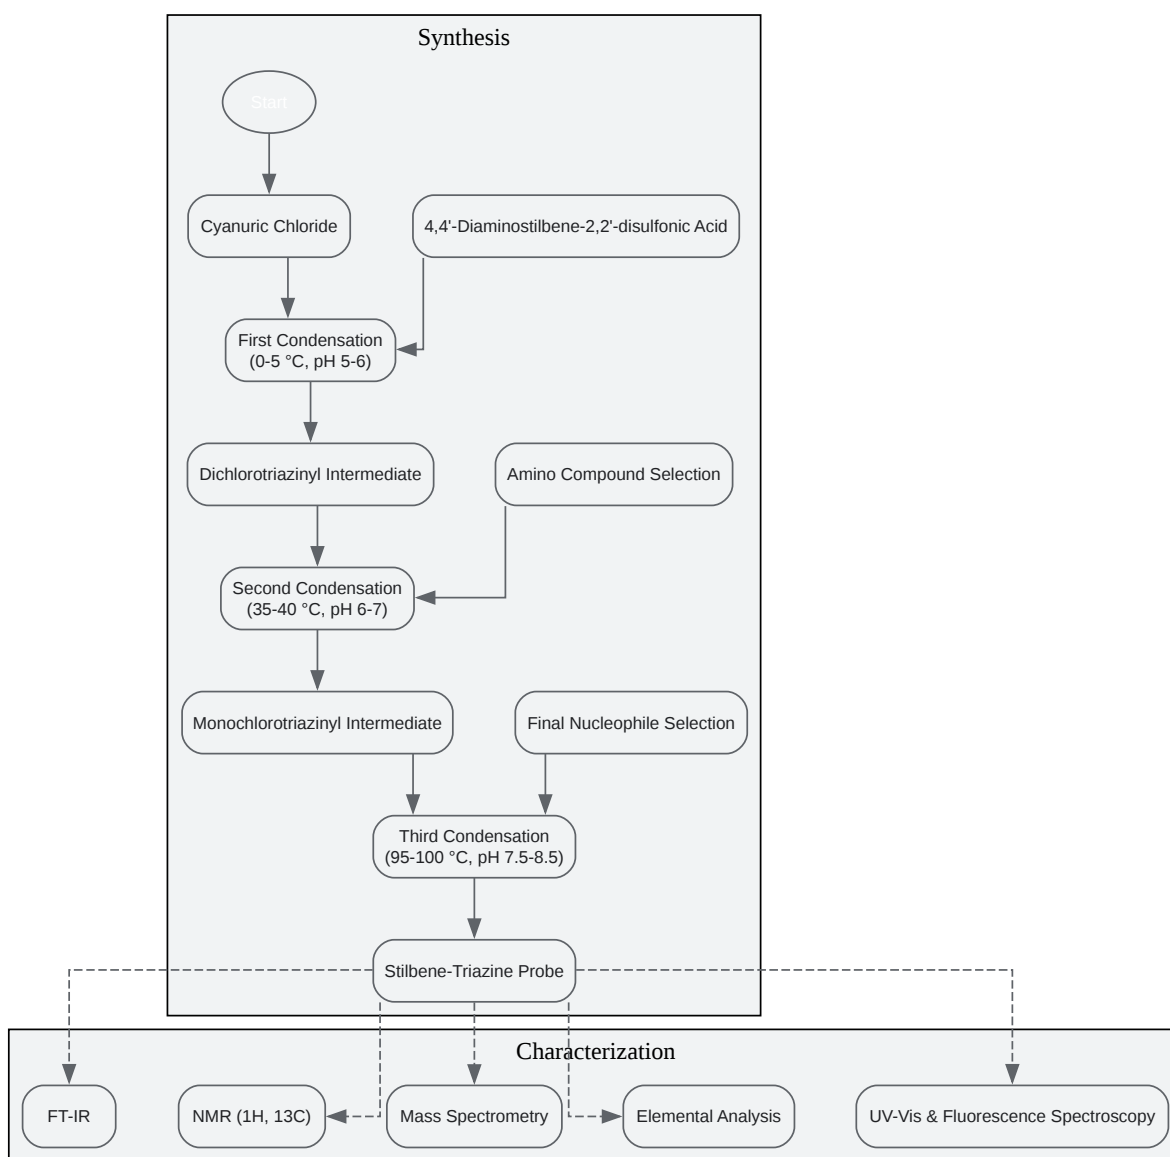 Synthesis
Start
Cyanuric Chloride
4,4'-Diaminostilbene-2,2'-disulfonic Acid
First Condensation
(0-5 °C, pH 5-6)
Dichlorotriazinyl Intermediate
Amino Compound Selection
Second Condensation
(35-40 °C, pH 6-7)
Monochlorotriazinyl Intermediate
Final Nucleophile Selection
Third Condensation
(95-100 °C, pH 7.5-8.5)
Stilbene-Triazine Probe
Characterization
FT-IR
NMR (1H, 13C)
Mass Spectrometry
Elemental Analysis
UV-Vis & Fluorescence Spectroscopy